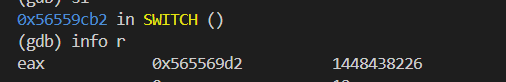 0x56559cb2 in SWITCH ()
(gdb) info r
eax 0x565569d2 1448438226